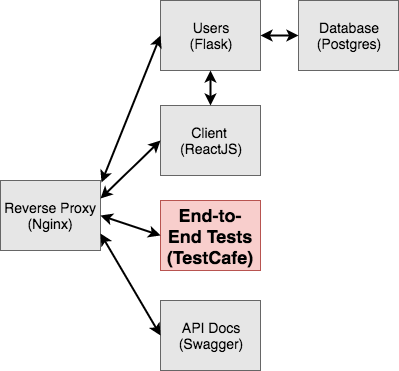 Users
(Flask)
Database
(Postgres)
Client
(ReactJS)
Reverse Proxy
(Nginx)
End-to-
End Tests
(TestCafe)
API Docs
(Swagger)